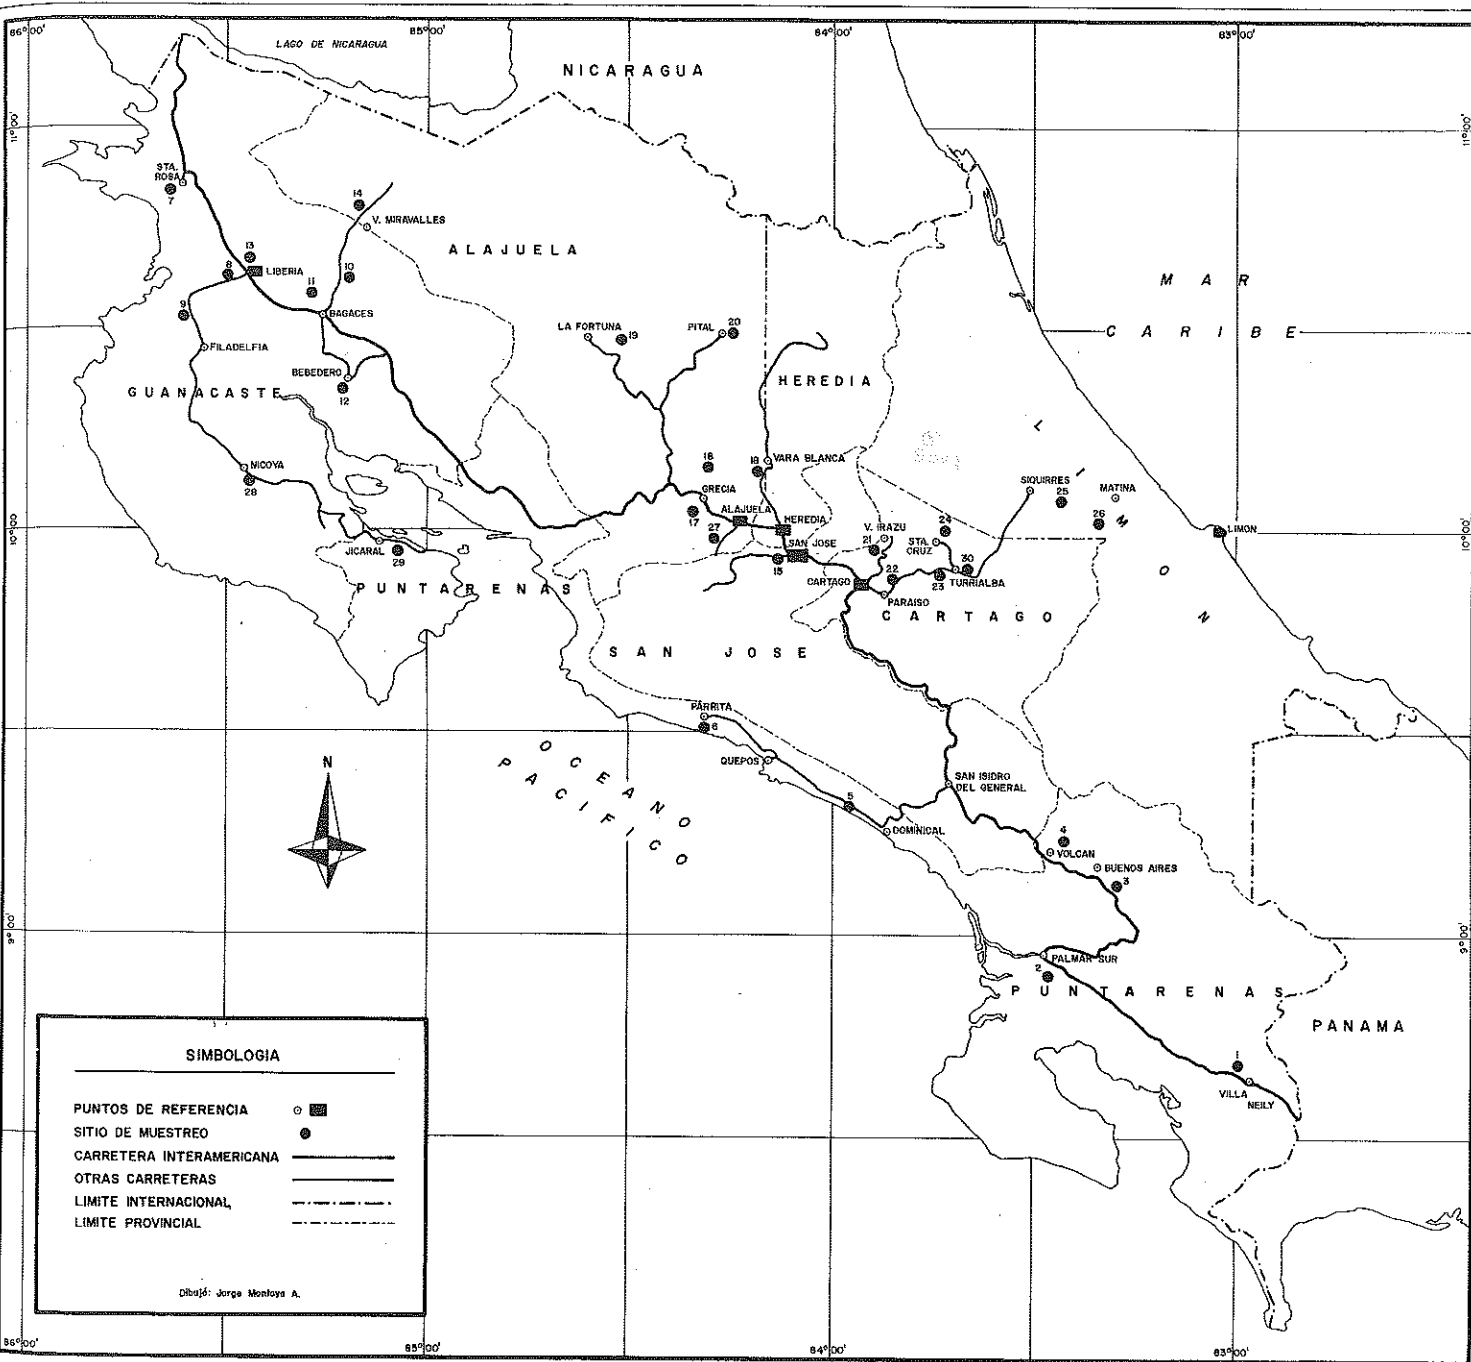 86°00'
85°00'
84°00'
83°00'
LAGO DE NICARAGUA
NICARAGUA
11°00'
11°00'
STA.
ROSA
7
14
V. MIRAVALLES
ALAJUELA
13
8
LIBERIA
10
11
MAR
CARIBE
9
BAGACES
LA FORTUNA
19
PITAL
20
FILADELFIA
BEBEDERO
12
HEREDIA
GUANACASTE
LIMON
NICOYA
28
16
18
VARA BLANCA
GRECIA
17
ALAJUELA
27
HEREDIA
SAN JOSE
15
SIQUIRRES
25
MATINA
26
LIMON
V. IRAZU
21
24
STA.
CRUZ
30
22
23
TURRIALBA
CARTAGO
PARAISO
CARTAGO
10°00'
10°00'
JICARAL
29
PUNTARENAS
SAN JOSE
PARRITA
6
QUEPOS
OCEANO
PACIFICO
N
5
DOMINICAL
SAN ISIDRO
DEL GENERAL
4
VOLCAN
BUENOS AIRES
3
9°00'
9°00'
PALMAR SUR
2
PUNTARENAS
PANAMA
1
VILLA
NEILY
SIMBOLOGIA
PUNTOS DE REFERENCIA
SITIO DE MUESTREO
CARRETERA INTERAMERICANA
OTRAS CARRETERAS
LIMITE INTERNACIONAL
LIMITE PROVINCIAL
Dibujó: Jorge Montoya A.
86°00'
85°00'
84°00'
83°00'